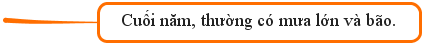 Cuối năm, thường có mưa lớn và bão.